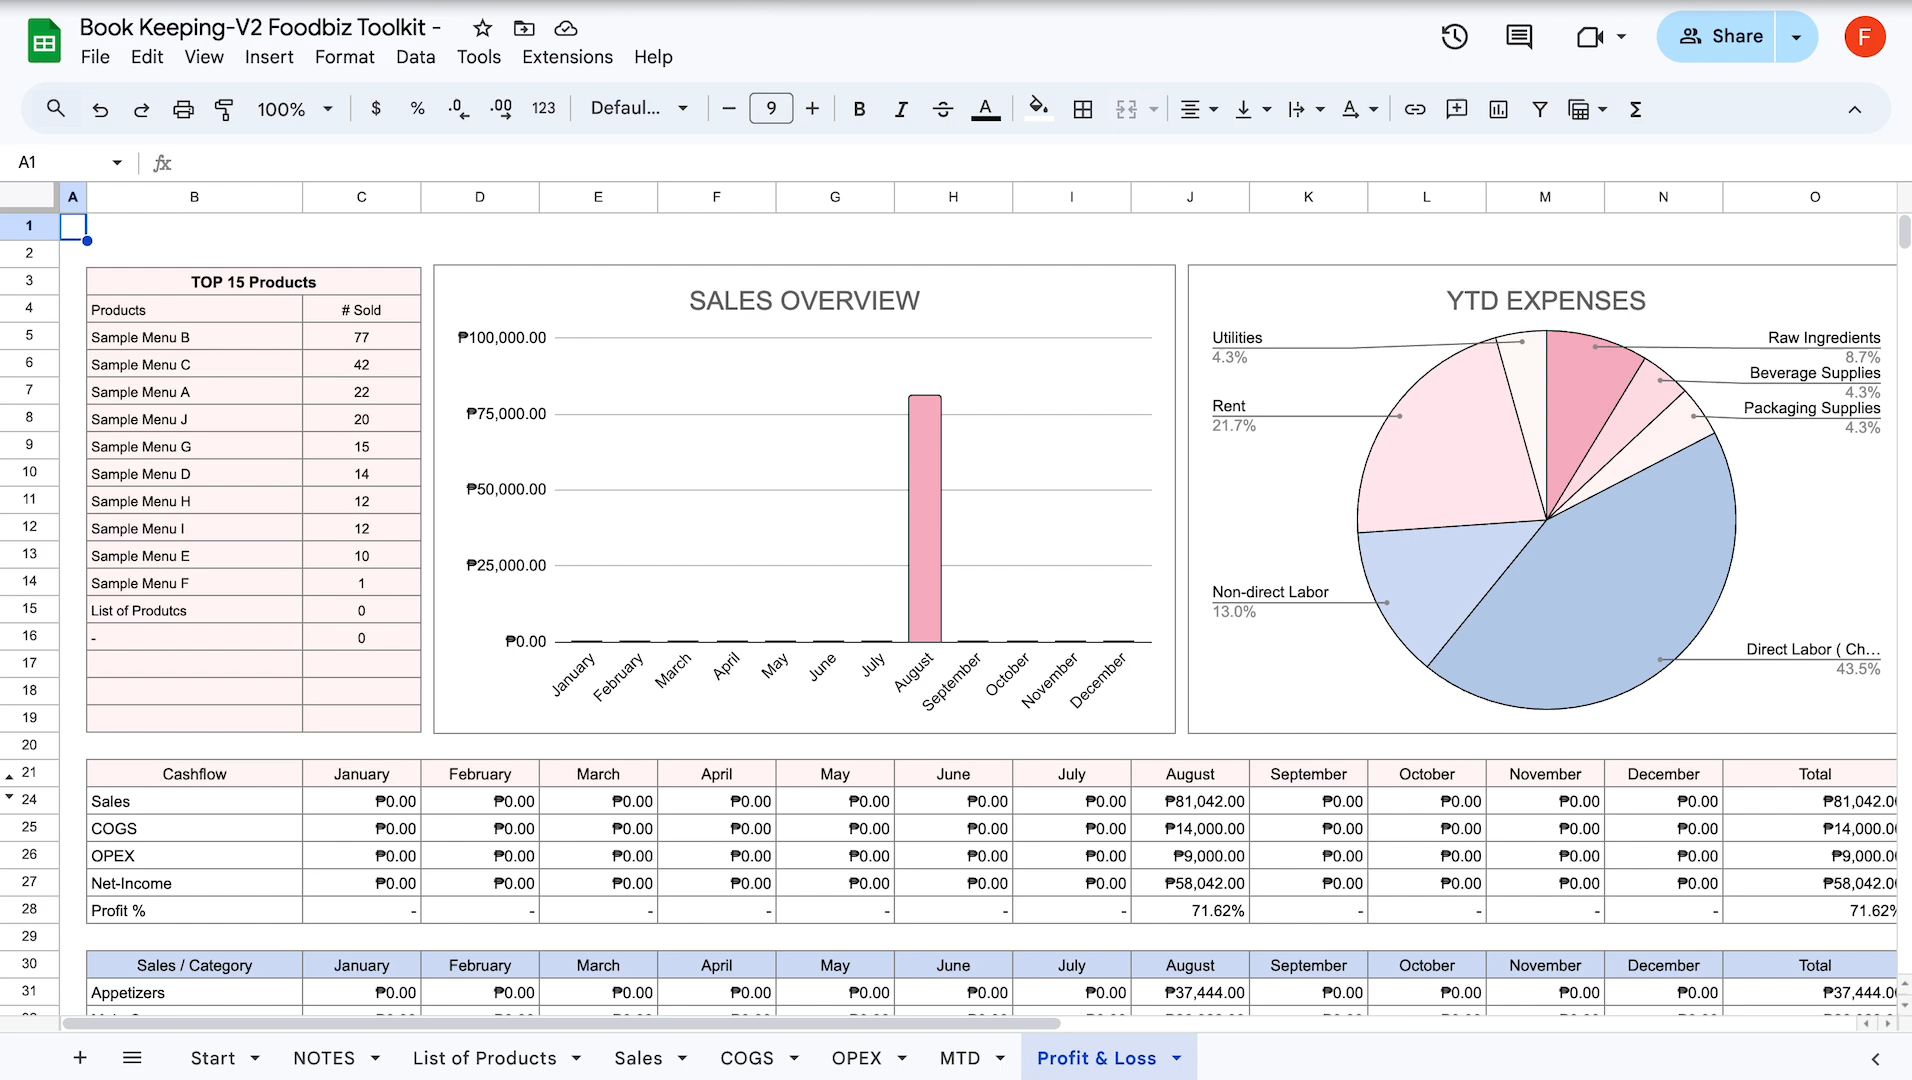 Book Keeping-V2 Foodbiz Toolkit -
File Edit View Insert Format Data Tools Extensions Help
Share
F
100% $ % .0 .00 123 Defaul... 9 B I S A Σ
A1 fx
A B C D E F G H I J K L M N O
1
2
3 TOP 15 Products
4 Products # Sold
5 Sample Menu B 77
6 Sample Menu C 42
7 Sample Menu A 22
8 Sample Menu J 20
9 Sample Menu G 15
10 Sample Menu D 14
11 Sample Menu H 12
12 Sample Menu I 12
13 Sample Menu E 10
14 Sample Menu F 1
15 List of Produtcs 0
16 - 0
17
18
19
20
SALES OVERVIEW
₱100,000.00
₱75,000.00
₱50,000.00
₱25,000.00
₱0.00
January February March April May June July August September October November December
YTD EXPENSES
Utilities
4.3%
Rent
21.7%
Non-direct Labor
13.0%
Raw Ingredients
8.7%
Beverage Supplies
4.3%
Packaging Supplies
4.3%
Direct Labor ( Ch...
43.5%
21 Cashflow January February March April May June July August September October November December Total
24 Sales ₱0.00 ₱0.00 ₱0.00 ₱0.00 ₱0.00 ₱0.00 ₱0.00 ₱81,042.00 ₱0.00 ₱0.00 ₱0.00 ₱0.00 ₱81,042.00
25 COGS ₱0.00 ₱0.00 ₱0.00 ₱0.00 ₱0.00 ₱0.00 ₱0.00 ₱14,000.00 ₱0.00 ₱0.00 ₱0.00 ₱0.00 ₱14,000.00
26 OPEX ₱0.00 ₱0.00 ₱0.00 ₱0.00 ₱0.00 ₱0.00 ₱0.00 ₱9,000.00 ₱0.00 ₱0.00 ₱0.00 ₱0.00 ₱9,000.00
27 Net-Income ₱0.00 ₱0.00 ₱0.00 ₱0.00 ₱0.00 ₱0.00 ₱0.00 ₱58,042.00 ₱0.00 ₱0.00 ₱0.00 ₱0.00 ₱58,042.00
28 Profit % - - - - - - - 71.62% - - - - 71.62%
29
30 Sales / Category January February March April May June July August September October November December Total
31 Appetizers ₱0.00 ₱0.00 ₱0.00 ₱0.00 ₱0.00 ₱0.00 ₱0.00 ₱37,444.00 ₱0.00 ₱0.00 ₱0.00 ₱0.00 ₱37,444.00
+ Start NOTES List of Products Sales COGS OPEX MTD Profit & Loss